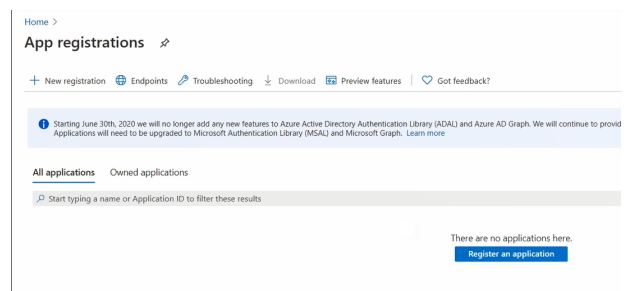 Home >
App registrations
New registration Endpoints Troubleshooting Download Preview features Got feedback?
Starting June 30th, 2020 we will no longer add any new features to Azure Active Directory Authentication Library (ADAL) and Azure AD Graph. We will continue to provid
Applications will need to be upgraded to Microsoft Authentication Library (MSAL) and Microsoft Graph. Learn more
All applications Owned applications
Start typing a name or Application ID to filter these results
There are no applications here.
Register an application